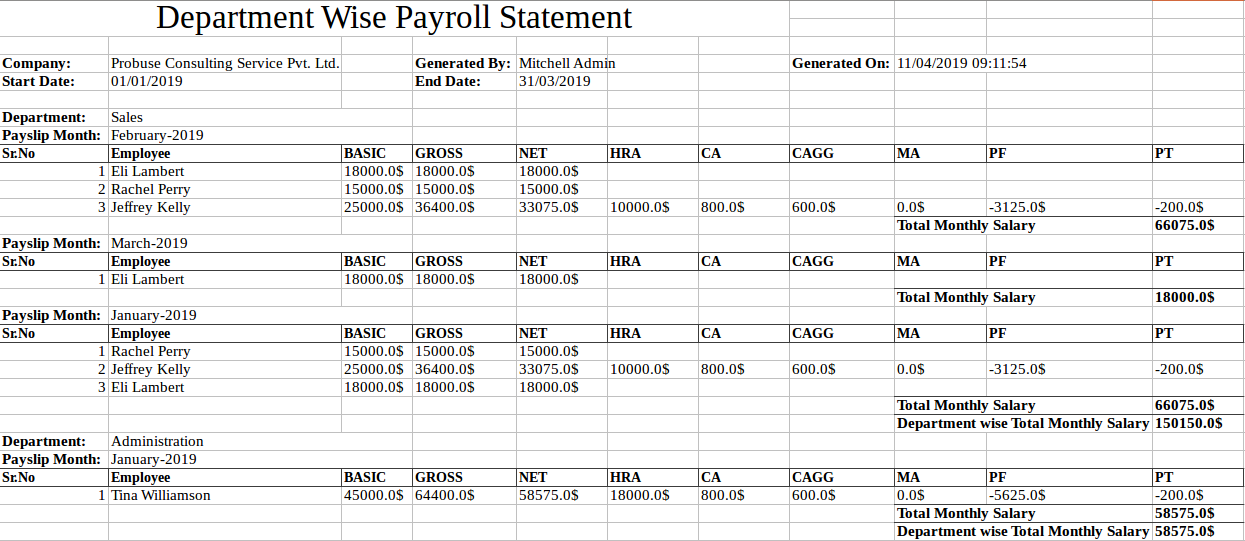 Department Wise Payroll Statement
Company: Probuse Consulting Service Pvt. Ltd. Generated By: Mitchell Admin Generated On: 11/04/2019 09:11:54
Start Date: 01/01/2019 End Date: 31/03/2019
Department: Sales
Payslip Month: February-2019
Sr.No Employee BASIC GROSS NET HRA CA CAGG MA PF PT
1 Eli Lambert 18000.0$ 18000.0$ 18000.0$
2 Rachel Perry 15000.0$ 15000.0$ 15000.0$
3 Jeffrey Kelly 25000.0$ 36400.0$ 33075.0$ 10000.0$ 800.0$ 600.0$ 0.0$ -3125.0$ -200.0$
Total Monthly Salary 66075.0$
Payslip Month: March-2019
Sr.No Employee BASIC GROSS NET HRA CA CAGG MA PF PT
1 Eli Lambert 18000.0$ 18000.0$ 18000.0$
Total Monthly Salary 18000.0$
Payslip Month: January-2019
Sr.No Employee BASIC GROSS NET HRA CA CAGG MA PF PT
1 Rachel Perry 15000.0$ 15000.0$ 15000.0$
2 Jeffrey Kelly 25000.0$ 36400.0$ 33075.0$ 10000.0$ 800.0$ 600.0$ 0.0$ -3125.0$ -200.0$
3 Eli Lambert 18000.0$ 18000.0$ 18000.0$
Total Monthly Salary 66075.0$
Department wise Total Monthly Salary 150150.0$
Department: Administration
Payslip Month: January-2019
Sr.No Employee BASIC GROSS NET HRA CA CAGG MA PF PT
1 Tina Williamson 45000.0$ 64400.0$ 58575.0$ 18000.0$ 800.0$ 600.0$ 0.0$ -5625.0$ -200.0$
Total Monthly Salary 58575.0$
Department wise Total Monthly Salary 58575.0$